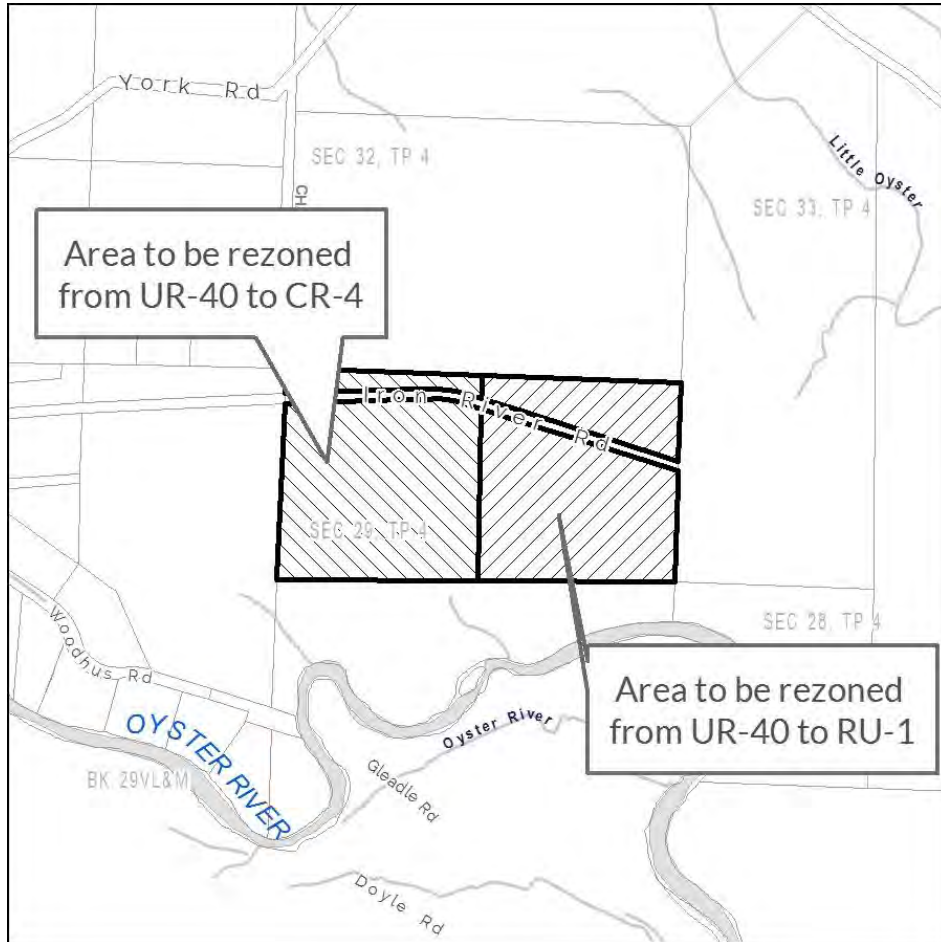 York Rd
SEC 32, TP 4
Little Oyster
SEC 33, TP 4
CH
Area to be rezoned
from UR-40 to CR-4
Iron River Rd
SEC 29, TP 4
Woodhus Rd
SEC 28, TP 4
Area to be rezoned
from UR-40 to RU-1
OYSTER RIVER
Oyster River
BK 29VL&M
Gleadle Rd
Doyle Rd